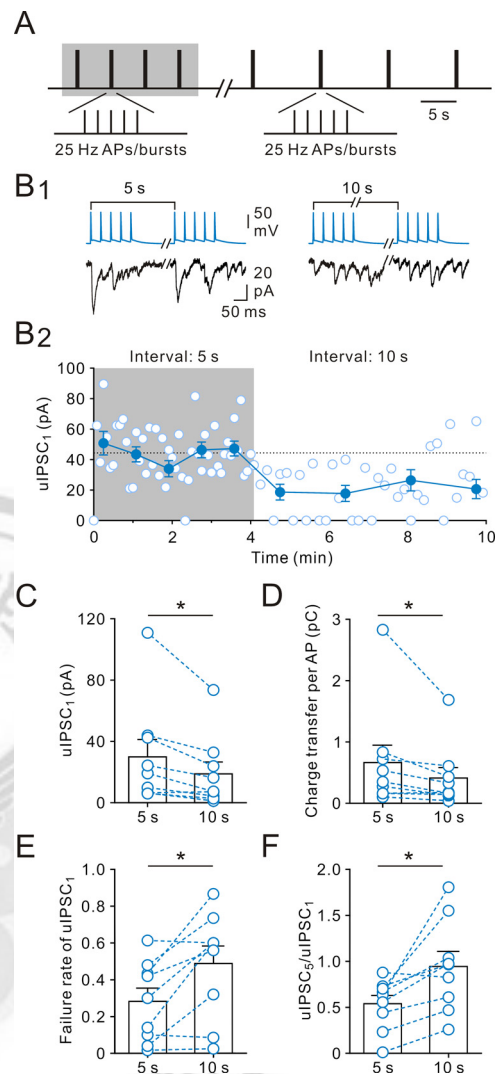 A
5 s
25 Hz APs/bursts
25 Hz APs/bursts
B1
5 s
10 s
50
mV
20
pA
50 ms
B2
Interval: 5 s
Interval: 10 s
100
80
60
40
20
0
uIPSC1 (pA)
0
2
4
6
8
10
Time (min)
C
*
120
80
40
0
uIPSC1 (pA)
5 s
10 s
D
*
3
2
1
0
Charge transfer per AP (pC)
5 s
10 s
E
*
1.0
0.8
0.6
0.4
0.2
0
Failure rate of uIPSC1
5 s
10 s
F
*
2.0
1.5
1.0
0.5
0
uIPSC5/uIPSC1
5 s
10 s